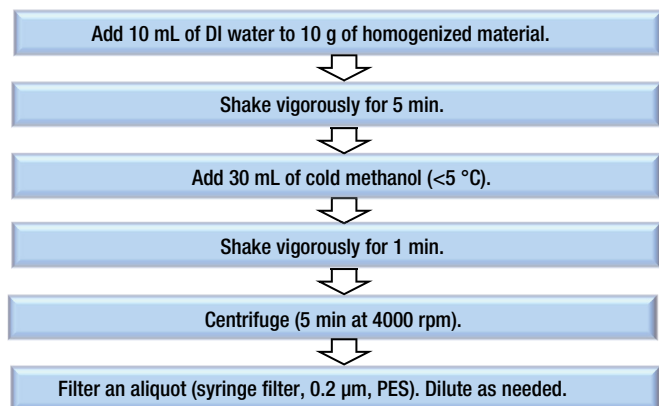 Add 10 mL of DI water to 10 g of homogenized material.
Shake vigorously for 5 min.
Add 30 mL of cold methanol (<5 °C).
Shake vigorously for 1 min.
Centrifuge (5 min at 4000 rpm).
Filter an aliquot (syringe filter, 0.2 µm, PES). Dilute as needed.